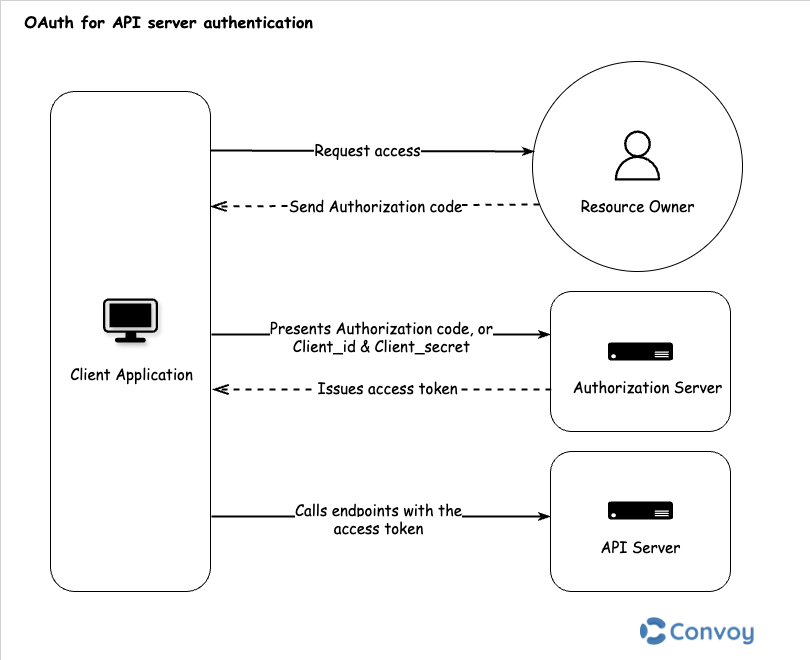 OAuth for API server authentication
Request access
Send Authorization code
Resource Owner
Presents Authorization code, or
Client_id & Client_secret
Client Application
Issues access token
Authorization Server
Calls endpoints with the
access token
API Server
Convoy